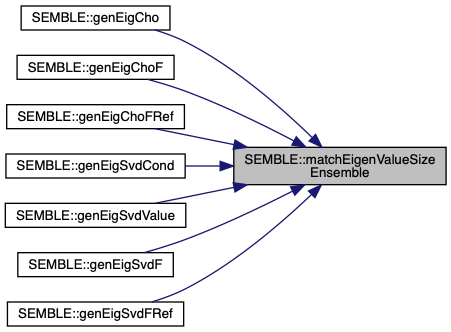 SEMBLE::genEigCho
SEMBLE::genEigChoF
SEMBLE::genEigChoFRef
SEMBLE::genEigSvdCond
SEMBLE::genEigSvdValue
SEMBLE::genEigSvdF
SEMBLE::genEigSvdFRef
SEMBLE::matchEigenValueSize
Ensemble